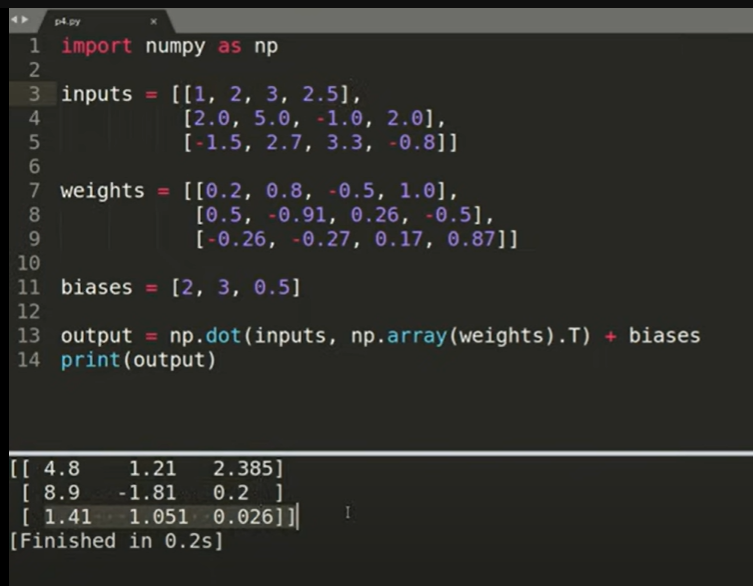 p4.py ×
1 import numpy as np
2
3 inputs = [[1, 2, 3, 2.5],
4 [2.0, 5.0, -1.0, 2.0],
5 [-1.5, 2.7, 3.3, -0.8]]
6
7 weights = [[0.2, 0.8, -0.5, 1.0],
8 [0.5, -0.91, 0.26, -0.5],
9 [-0.26, -0.27, 0.17, 0.87]]
10
11 biases = [2, 3, 0.5]
12
13 output = np.dot(inputs, np.array(weights).T) + biases
14 print(output)
[[ 4.8 1.21 2.385]
[ 8.9 -1.81 0.2 ]
[ 1.41 1.051 0.026]]
[Finished in 0.2s]